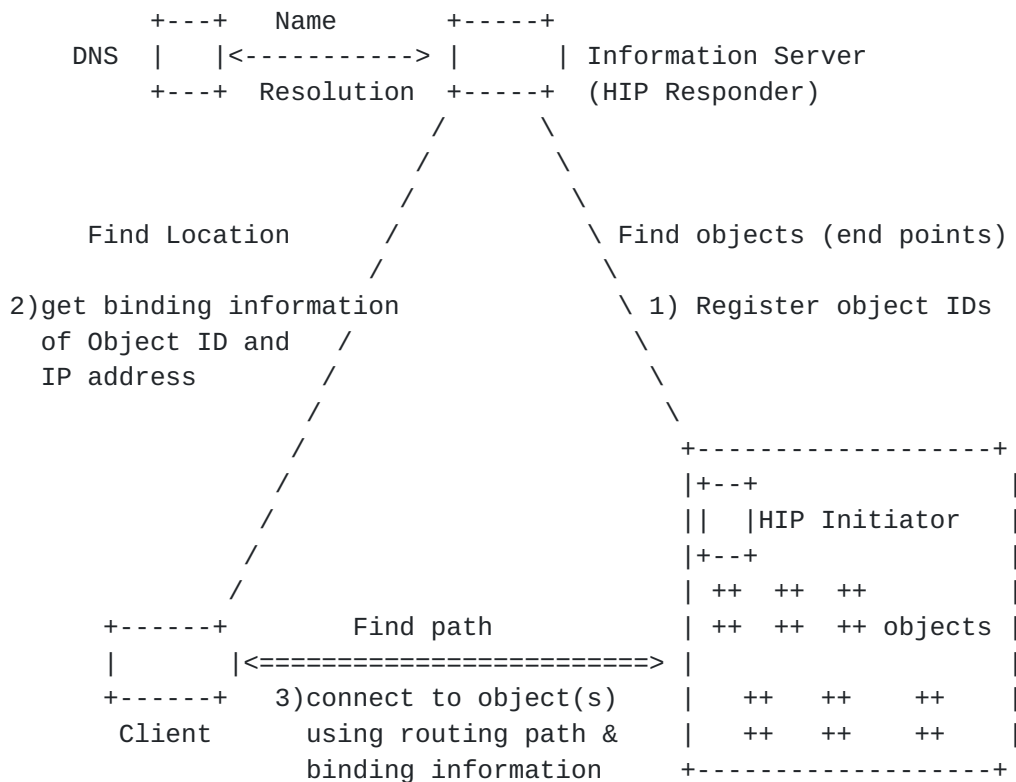 Name
DNS Information Server
Resolution (HIP Responder)
Find Location Find objects (end points)
2)get binding information 1) Register object IDs
of Object ID and
IP address
HIP Initiator
++ ++ ++
Find path ++ ++ ++ objects
3)connect to object(s) ++ ++ ++
Client using routing path & ++ ++ ++
binding information